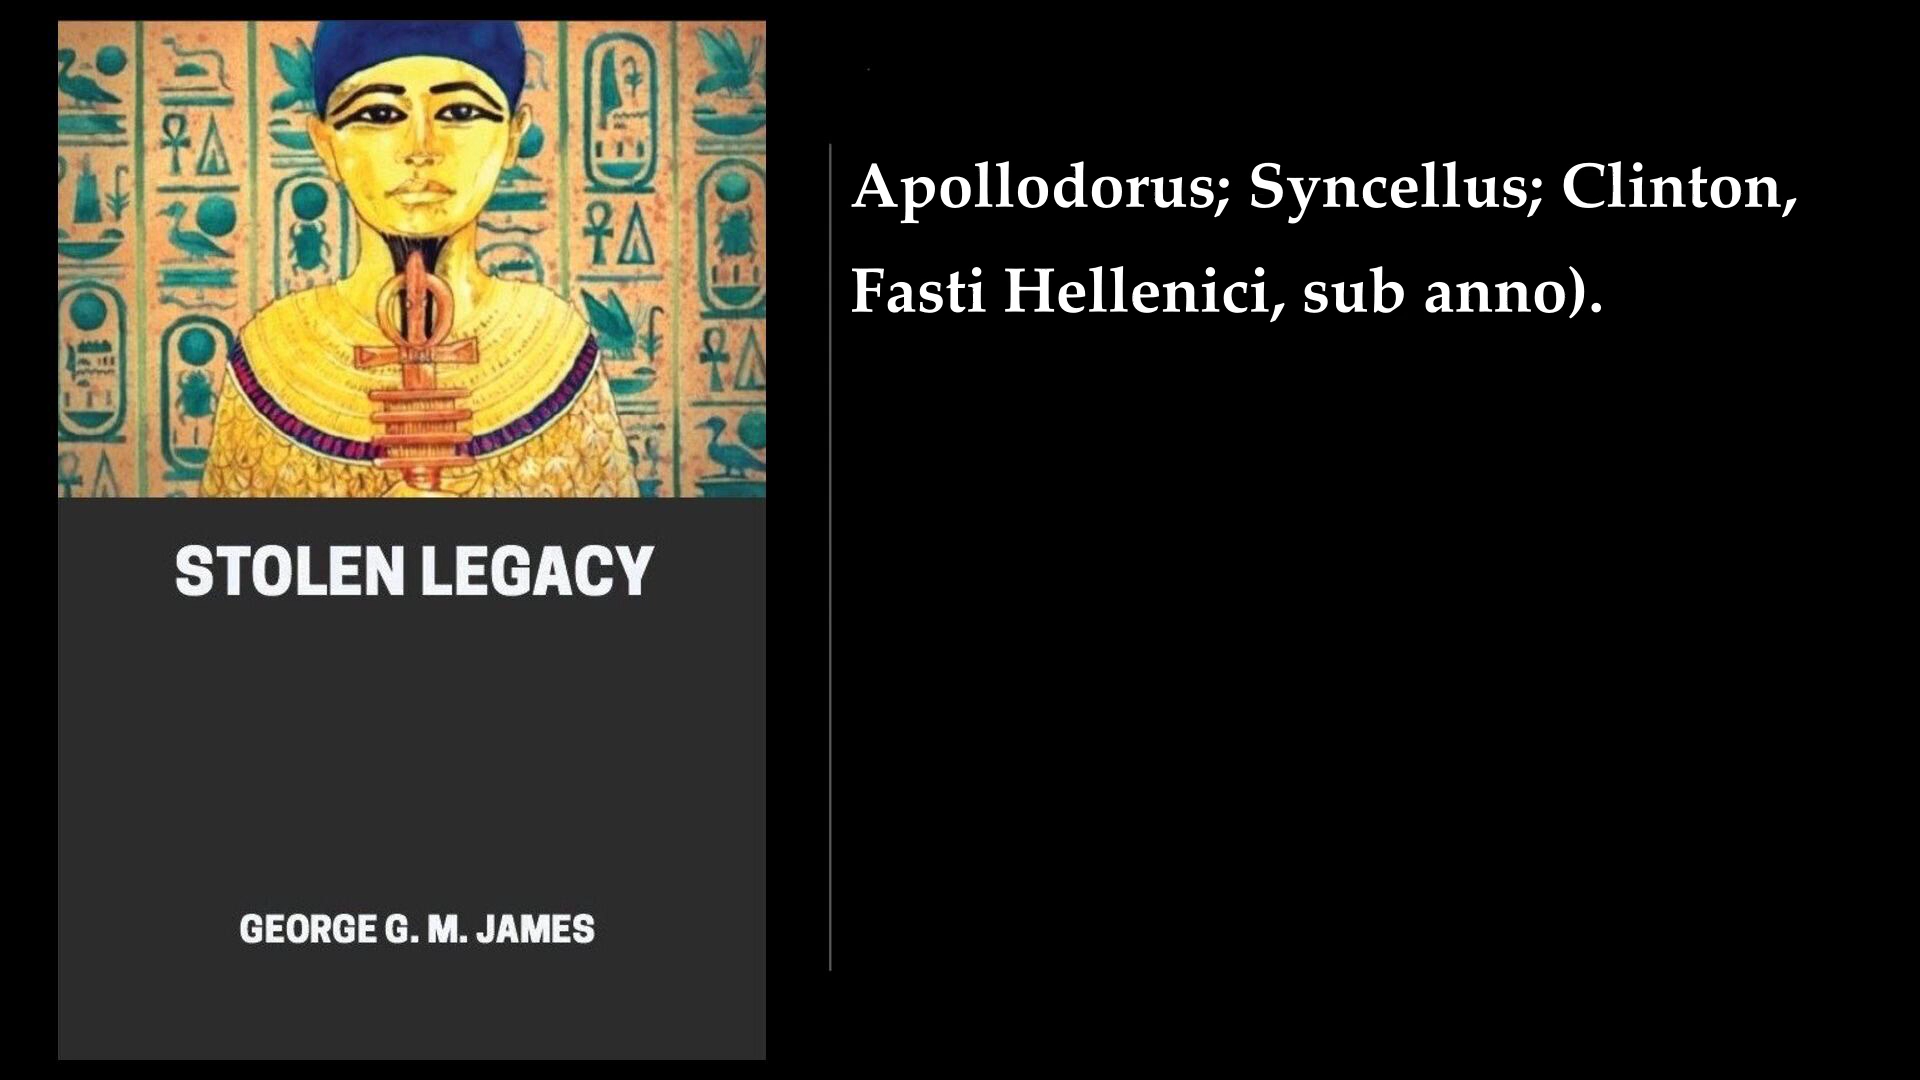 STOLEN LEGACY
GEORGE G. M. JAMES
Apollodorus; Syncellus; Clinton,
Fasti Hellenici, sub anno).